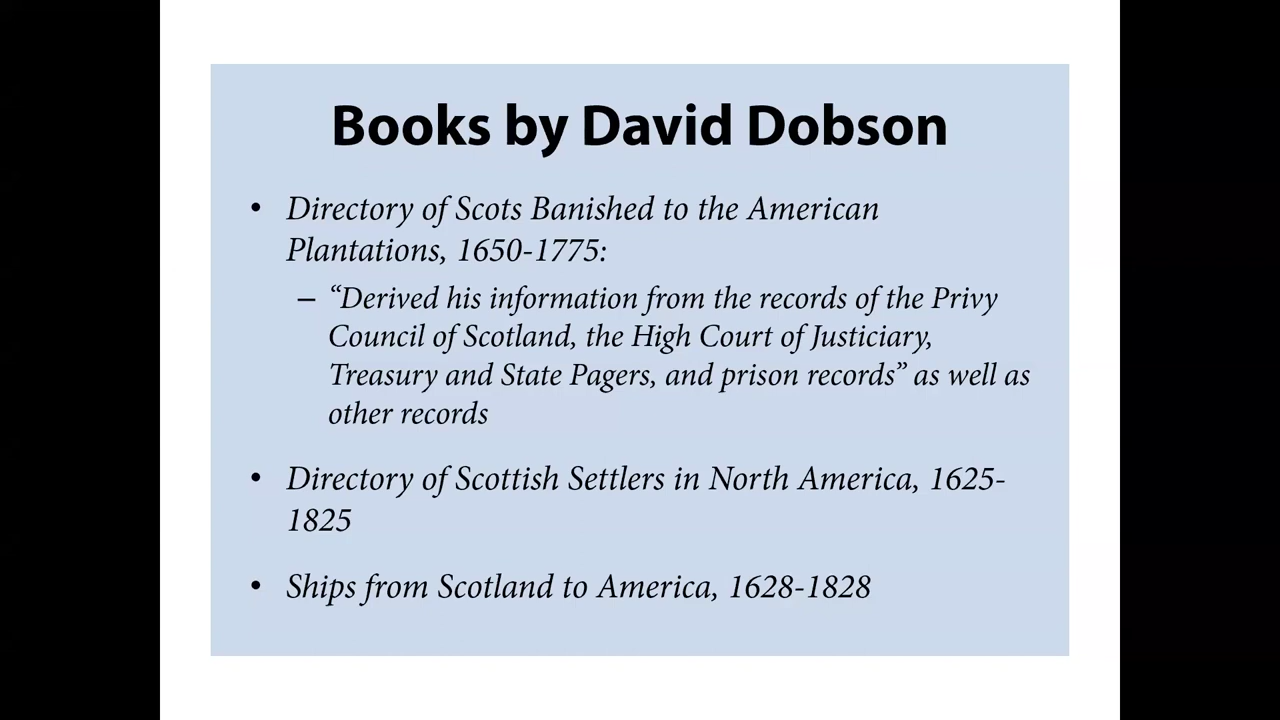 Books by David Dobson
• Directory of Scots Banished to the American
Plantations, 1650-1775:
– “Derived his information from the records of the Privy
Council of Scotland, the High Court of Justiciary,
Treasury and State Pagers, and prison records” as well as
other records
• Directory of Scottish Settlers in North America, 1625-
1825
• Ships from Scotland to America, 1628-1828